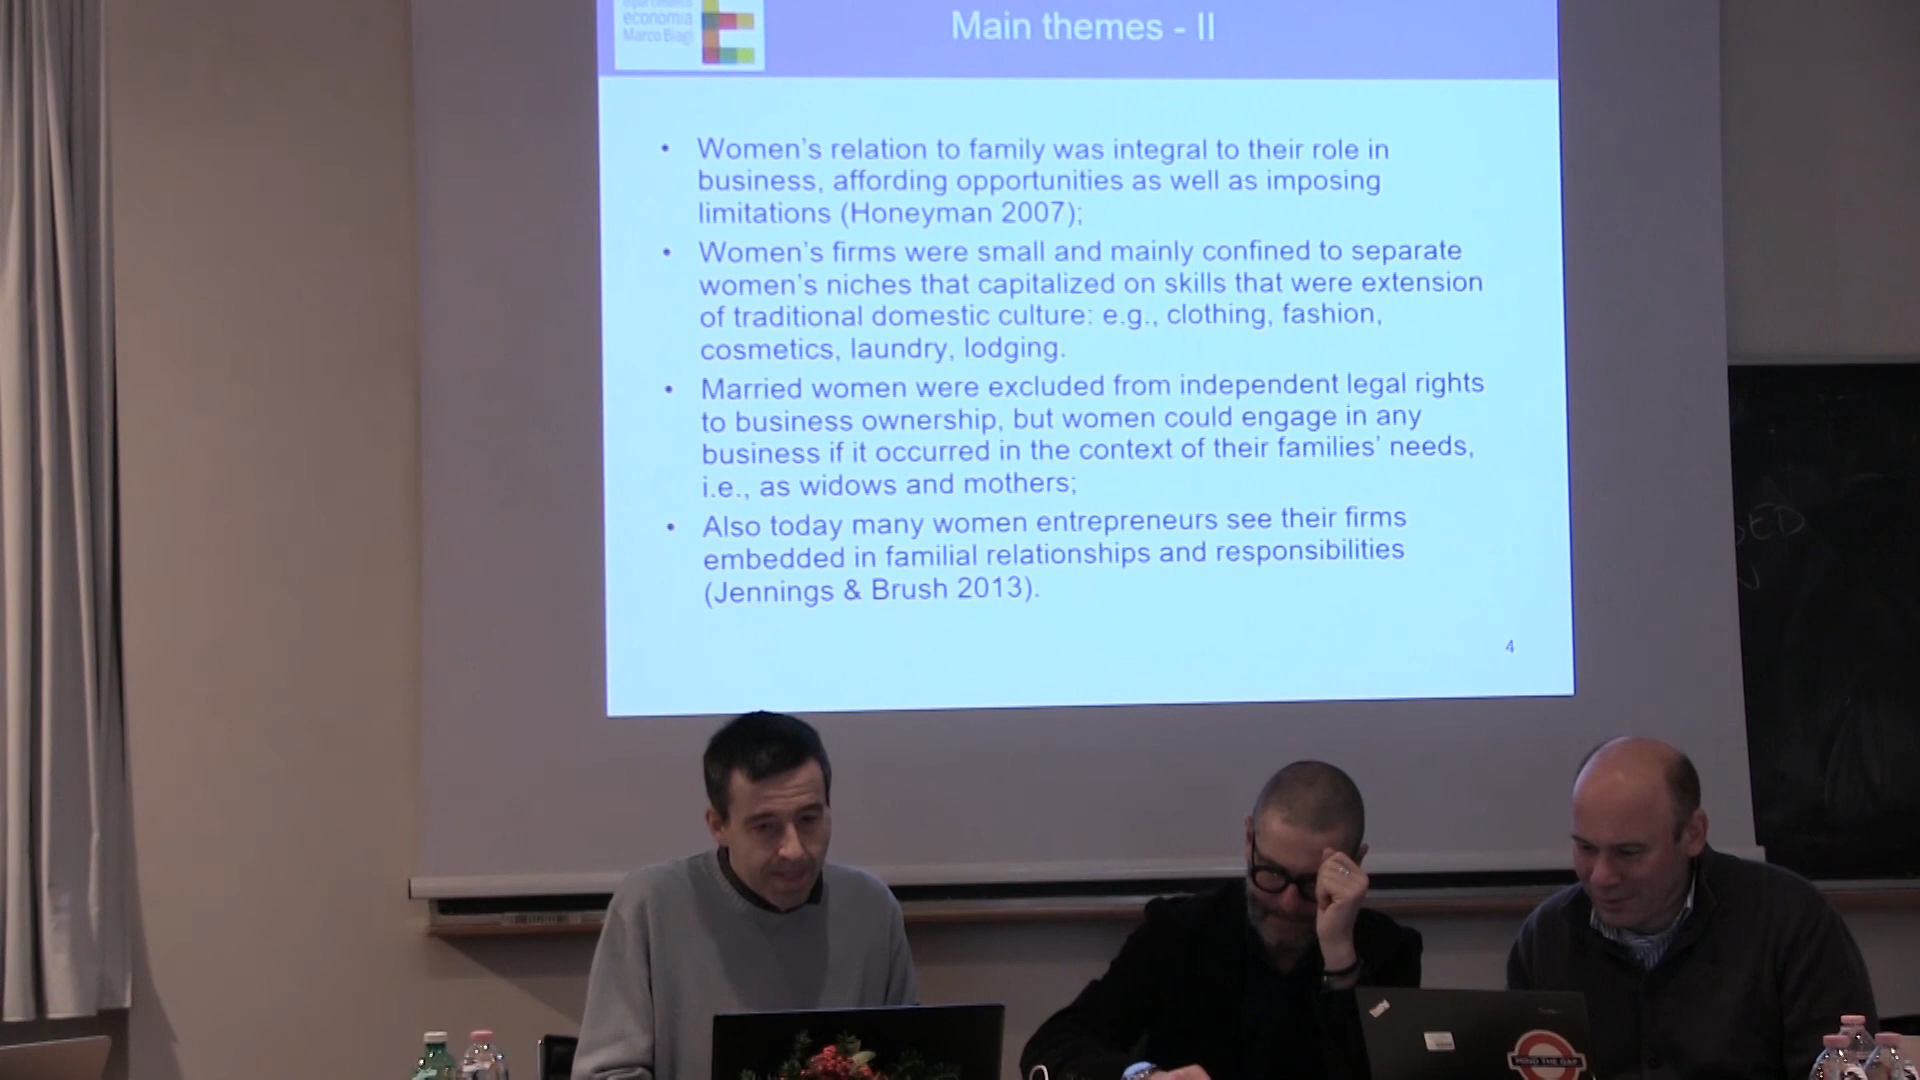 dipartimento
economia
Marco Biagi
Main themes - II
• Women's relation to family was integral to their role in
business, affording opportunities as well as imposing
limitations (Honeyman 2007);
• Women's firms were small and mainly confined to separate
women's niches that capitalized on skills that were extension
of traditional domestic culture: e.g., clothing, fashion,
cosmetics, laundry, lodging.
• Married women were excluded from independent legal rights
to business ownership, but women could engage in any
business if it occurred in the context of their families' needs,
i.e., as widows and mothers;
• Also today many women entrepreneurs see their firms
embedded in familial relationships and responsibilities
(Jennings & Brush 2013).
4
MIND THE GAP